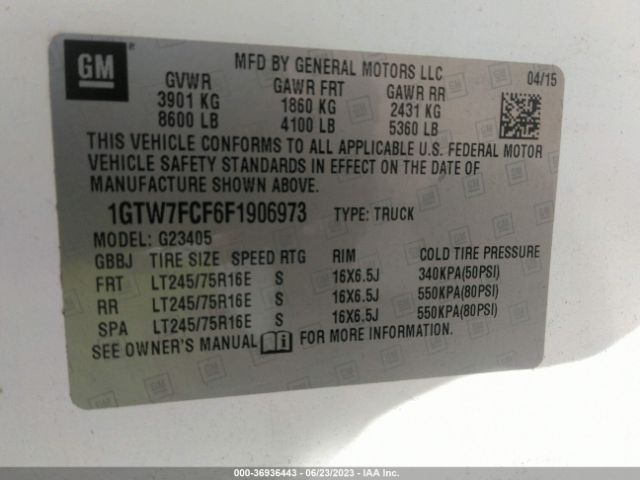 GM
MFD BY GENERAL MOTORS LLC
04/15
GVWR GAWR FRT GAWR RR
3901 KG 1860 KG 2431 KG
8600 LB 4100 LB 5360 LB
THIS VEHICLE CONFORMS TO ALL APPLICABLE U.S. FEDERAL MOTOR
VEHICLE SAFETY STANDARDS IN EFFECT ON THE DATE OF
MANUFACTURE SHOWN ABOVE.
1GTW7FCF6F1906973 TYPE: TRUCK
MODEL: G23405
GBBJ TIRE SIZE SPEED RTG RIM COLD TIRE PRESSURE
FRT LT245/75R16E S 16X6.5J 340KPA(50PSI)
RR LT245/75R16E S 16X6.5J 550KPA(80PSI)
SPA LT245/75R16E S 16X6.5J 550KPA(80PSI)
SEE OWNER'S MANUAL i FOR MORE INFORMATION.
000-36936443 - 06/23/2023 - IAAI.com